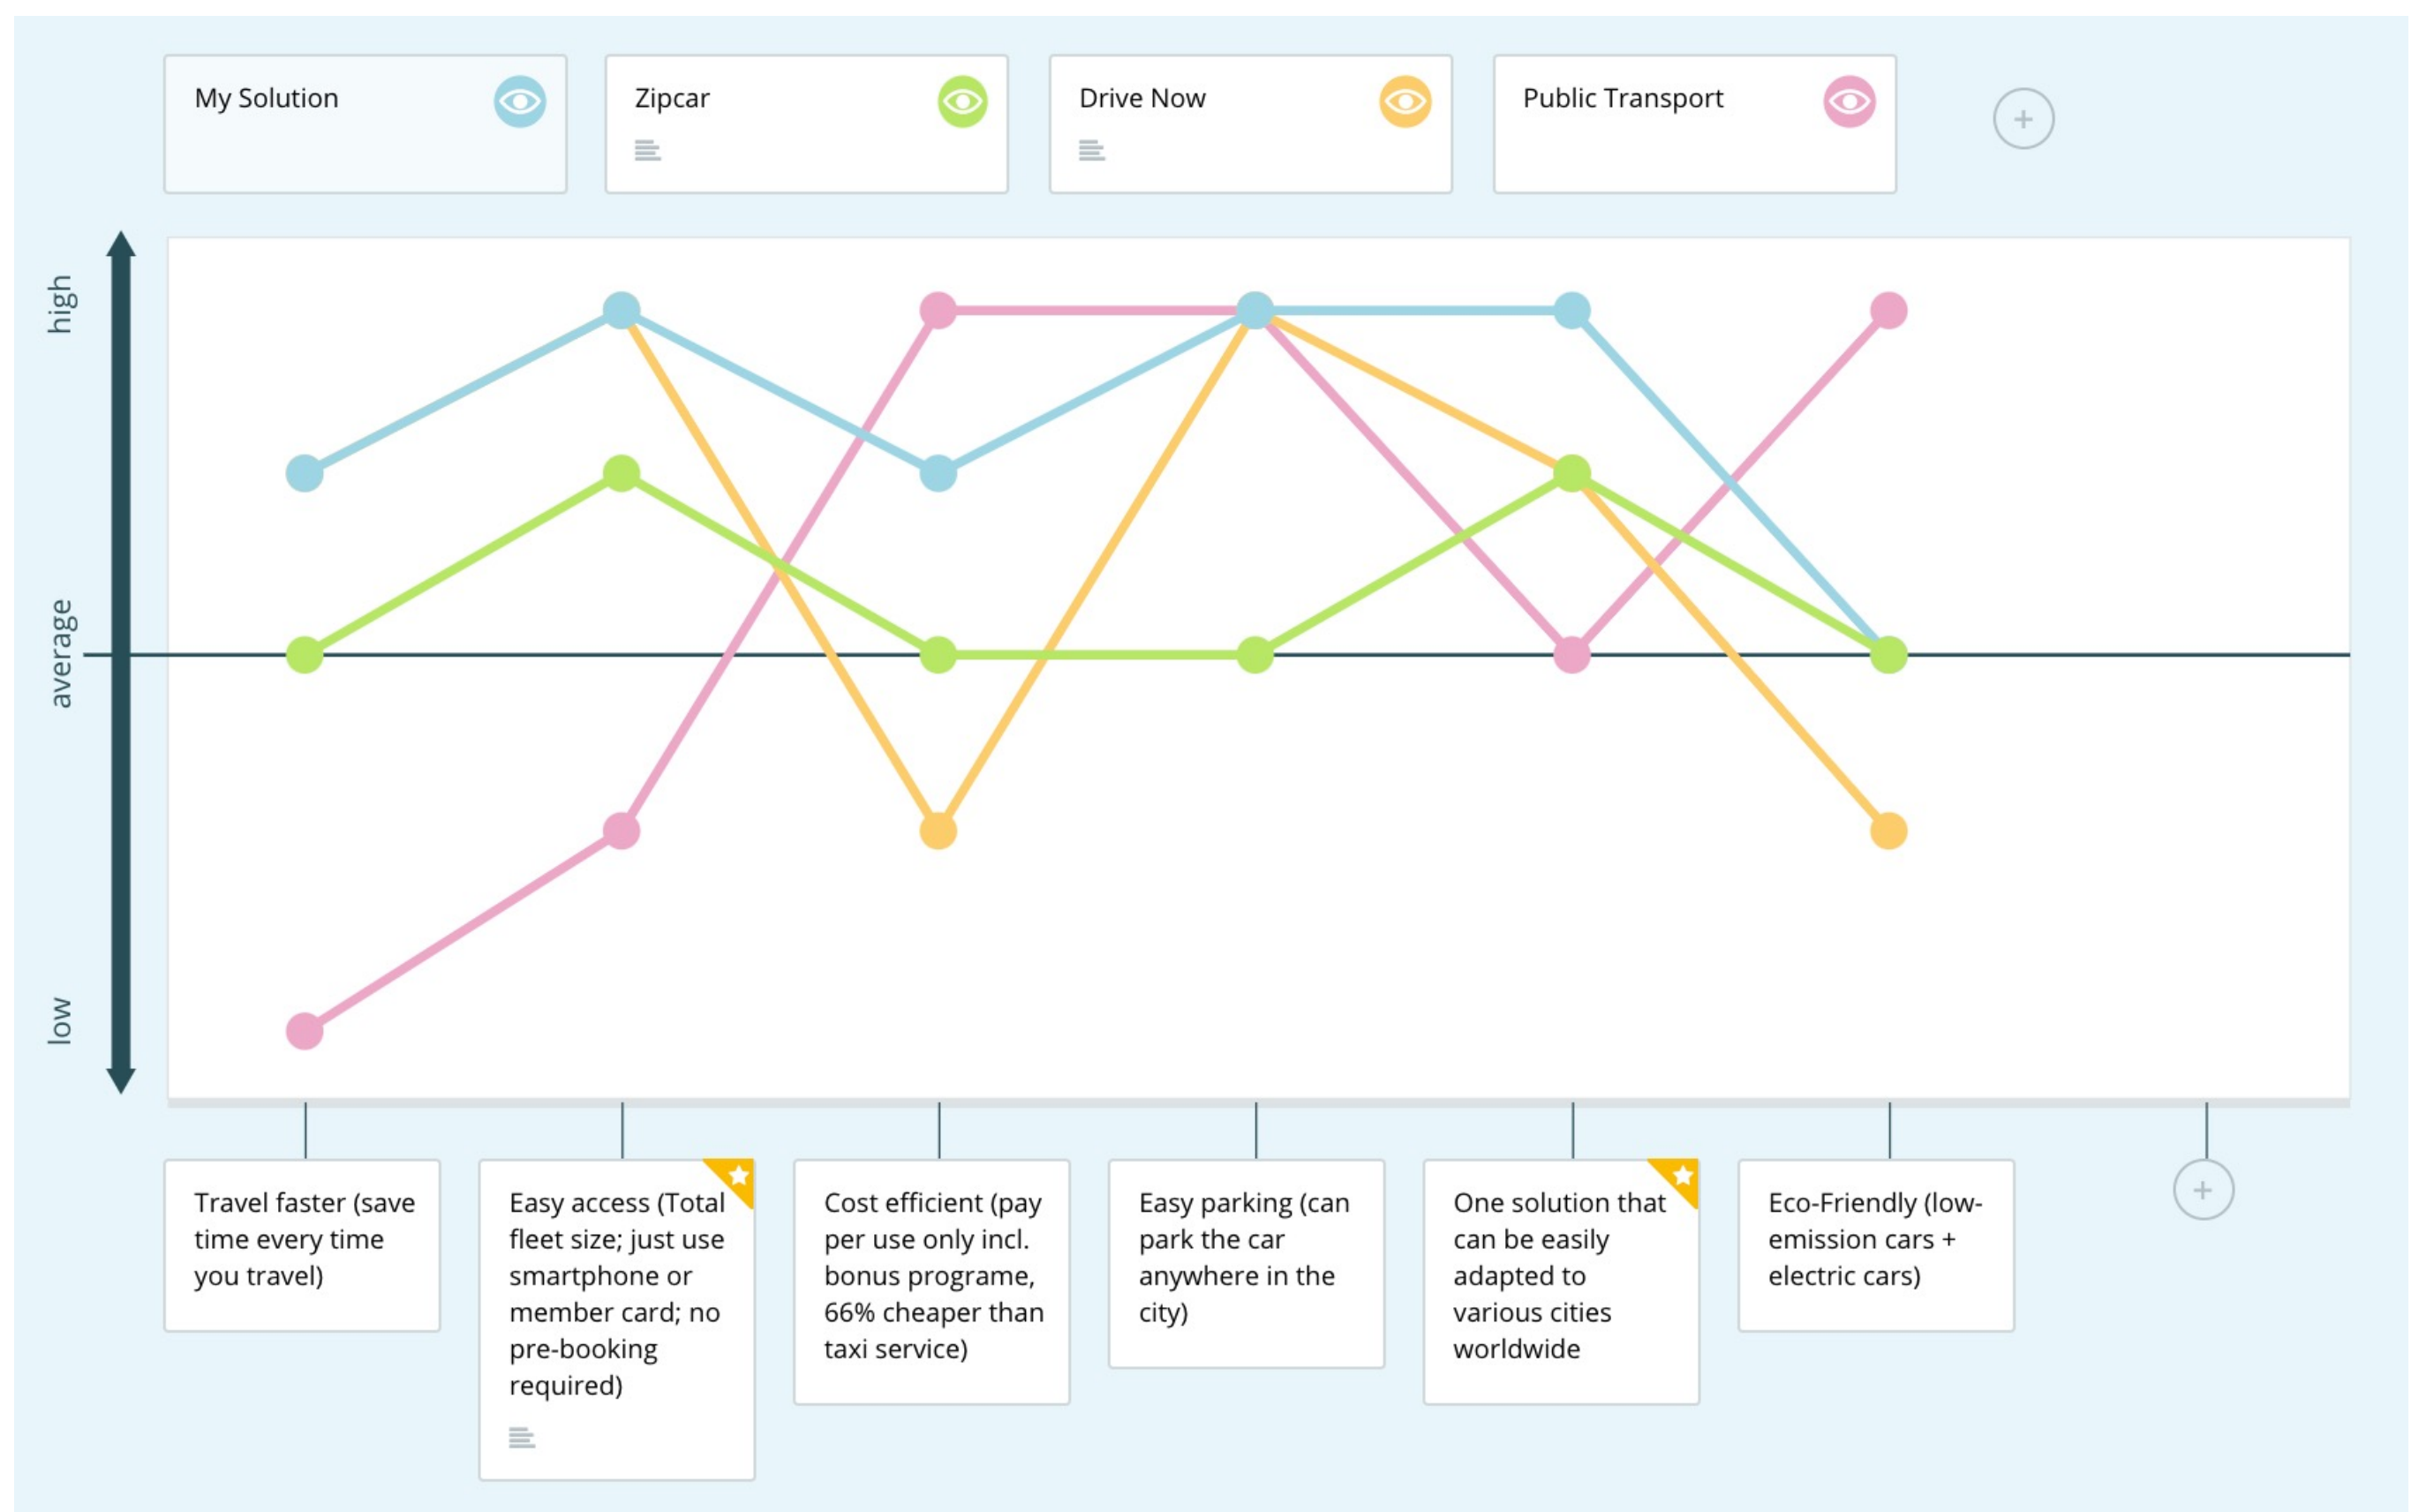 My Solution
Zipcar
Drive Now
Public Transport
high
average
low
Travel faster (save
time every time
you travel)
Easy access (Total
fleet size; just use
smartphone or
member card; no
pre-booking
required)
Cost efficient (pay
per use only incl.
bonus programe,
66% cheaper than
taxi service)
Easy parking (can
park the car
anywhere in the
city)
One solution that
can be easily
adapted to
various cities
worldwide
Eco-Friendly (low-
emission cars +
electric cars)